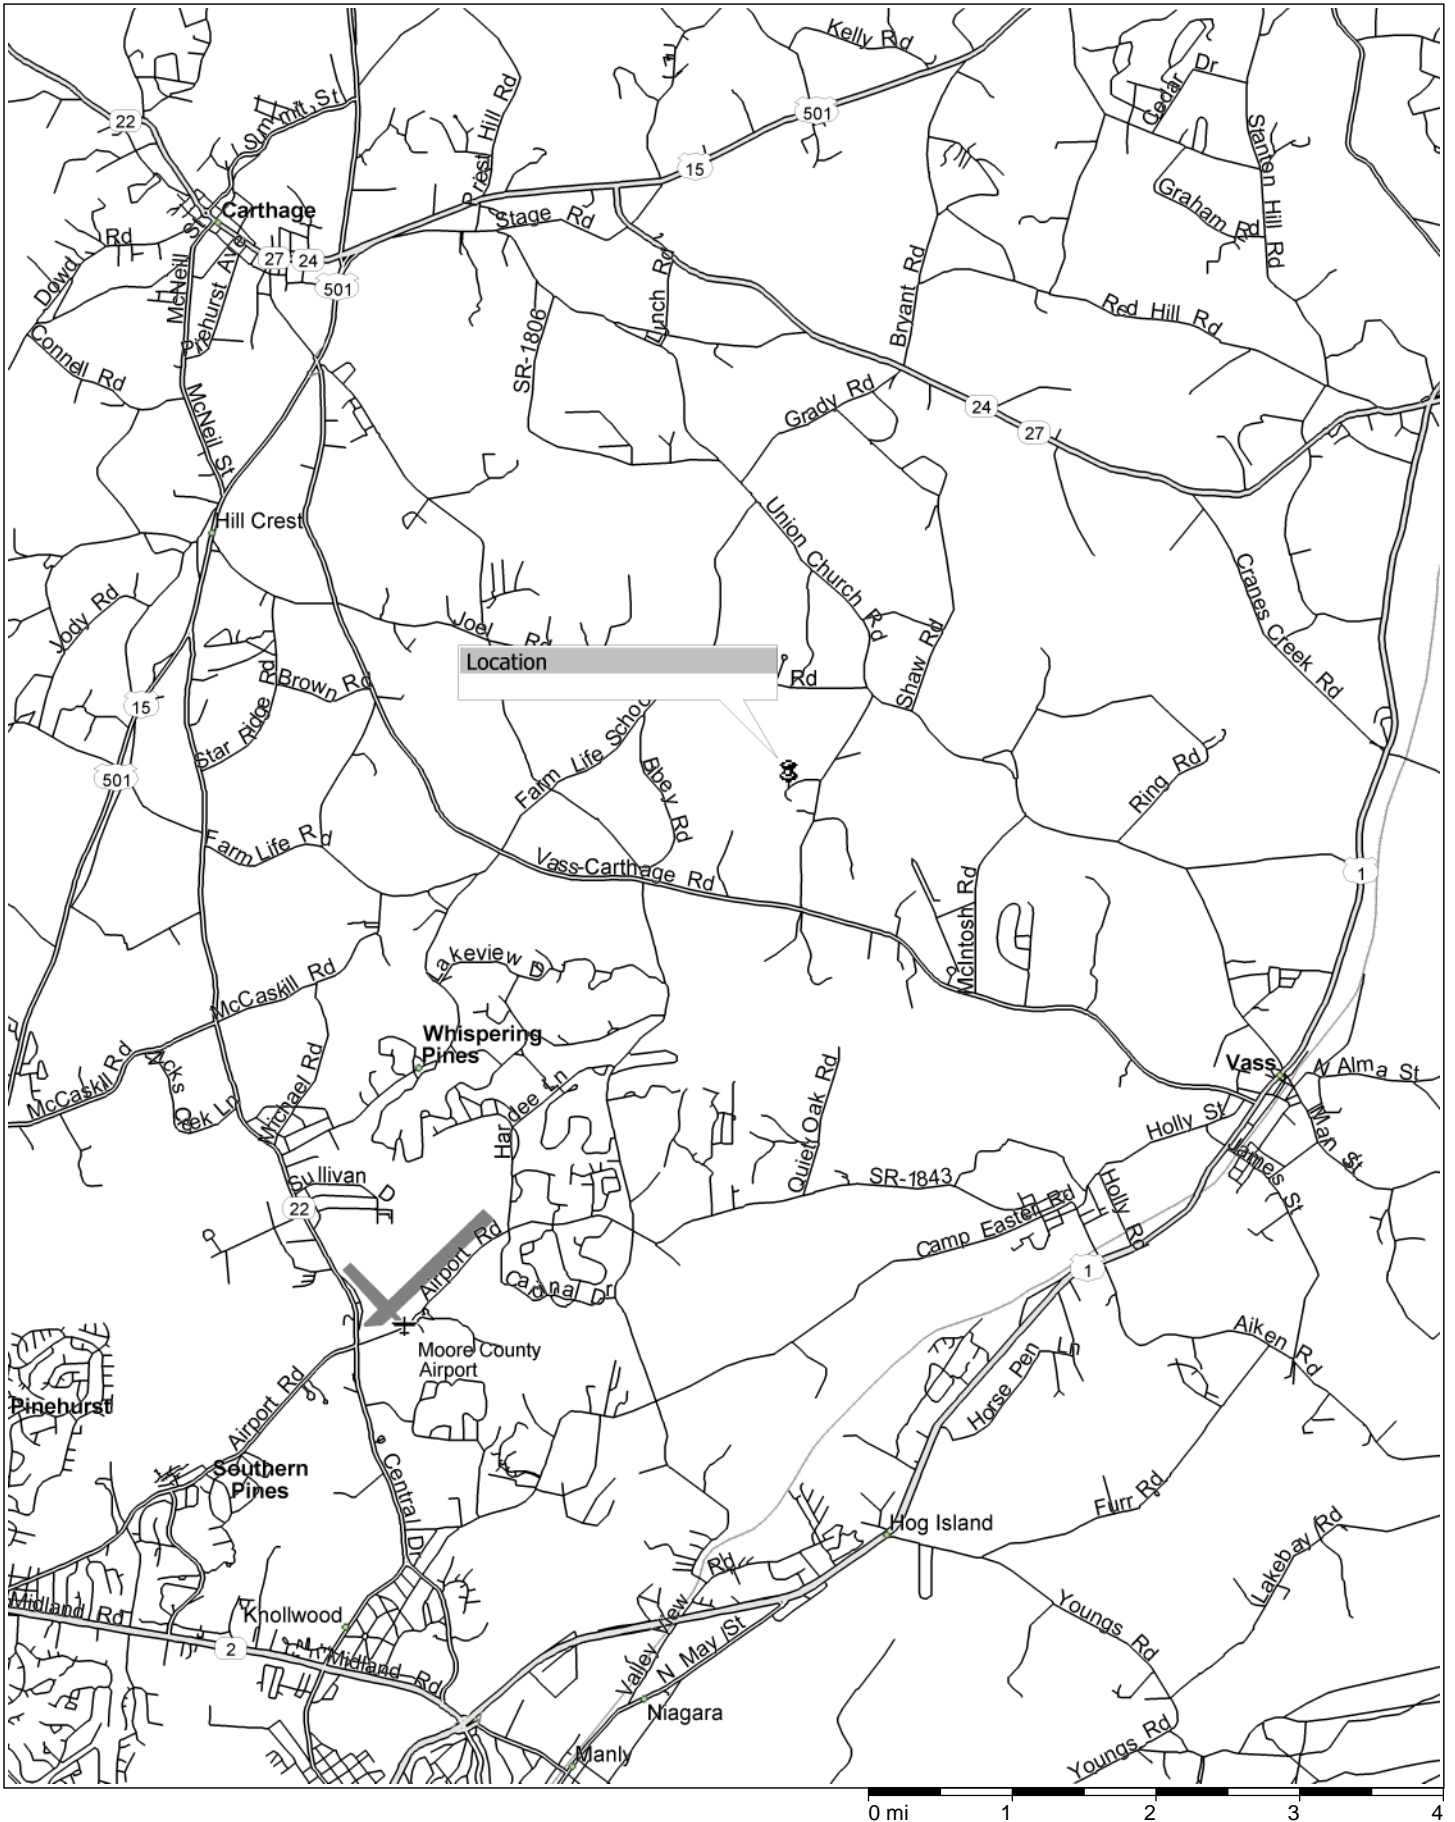 Kelly Rd
Dr
Cedar
22
Summit St
Priest Hill Rd
501
15
Stanton Hill Rd
Graham Rd
Carthage
Stage Rd
Rd
Dowd
McNeill S
27
24
501
Lynch Rd
Bryant Rd
Red Hill Rd
SR-1806
Connell Rd
McNeil St
Grady Rd
24
27
Hill Crest
Union Church Rd
Cranes Creek Rd
Jody Rd
Joel Rd
Shaw Rd
Location
Rd
Brown Rd
Star Ridge Rd
15
501
Farm Life School
Ebey Rd
Ring Rd
Farm Life Rd
Vass-Carthage Rd
1
McIntosh Rd
Lakeview D
McCaskill Rd
Whispering
Pines
Michael Rd
McCaskill Rd
Vass
N Alma St
Quiet Oak Rd
Hardee Ln
Holly St
James St
SR-1843
Sullivan
22
Camp Easter Rd
Holly Rd
Airport Rd
1
Moore County
Airport
Aiken Rd
Horse Pen Ln
Pinehurst
Airport Rd
Southern
Pines
Central Dr
Furr Rd
Hog Island
Lakebay Rd
Rd
Midland Rd
Knollwood
2
Midland Rd
Valley View
N May St
Youngs Rd
Niagara
Youngs Rd
Manly
0 mi 1 2 3 4